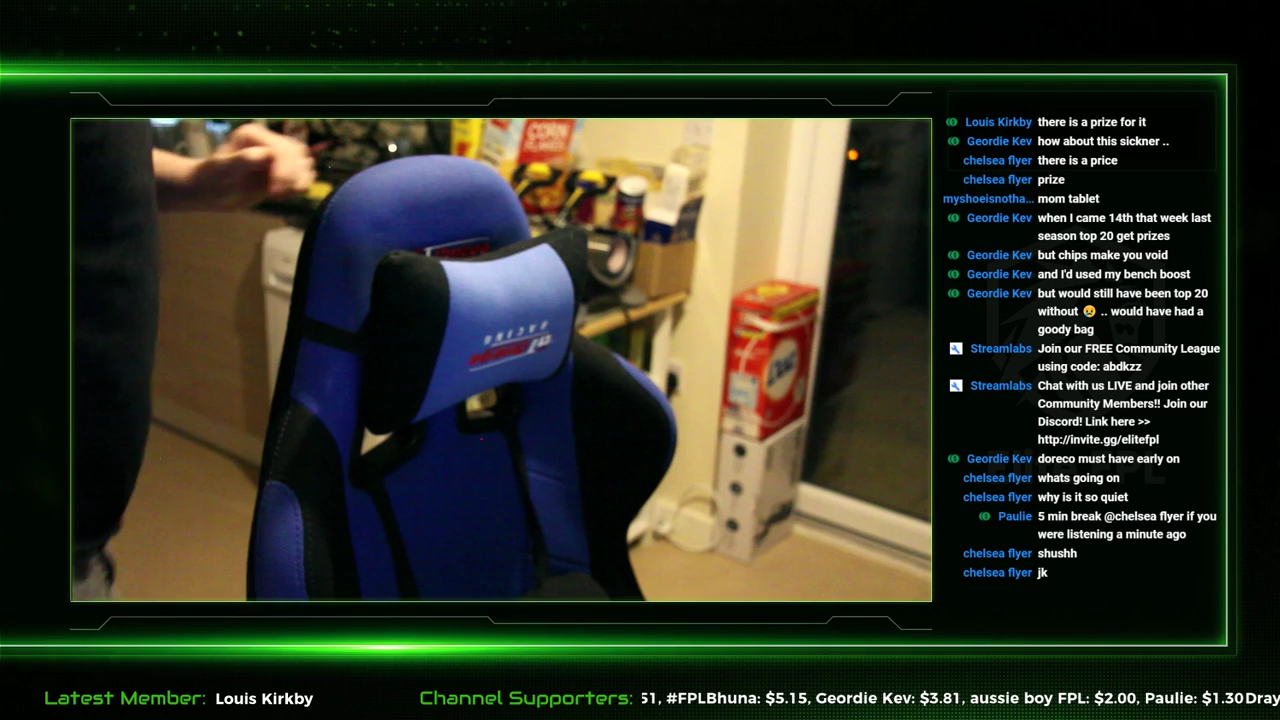 Louis Kirkby there is a prize for it
Geordie Kev how about this sickner ..
chelsea flyer there is a price
chelsea flyer prize
myshoeisnotha... mom tablet
Geordie Kev when I came 14th that week last
season top 20 get prizes
Geordie Kev but chips make you void
Geordie Kev and I'd used my bench boost
Geordie Kev but would still have been top 20
without 😢 .. would have had a
goody bag
Streamlabs Join our FREE Community League
using code: abdkzz
Streamlabs Chat with us LIVE and join other
Community Members!! Join our
Discord! Link here >>
http://invite.gg/elitefpl
Geordie Kev doreco must have early on
chelsea flyer whats going on
chelsea flyer why is it so quiet
Paulie 5 min break @chelsea flyer if you
were listening a minute ago
chelsea flyer shushh
chelsea flyer jk
CORN
DAZ
Latest Member: Louis Kirkby
Channel Supporters: 51, #FPLBhuna: $5.15, Geordie Kev: $3.81, aussie boy FPL: $2.00, Paulie: $1.30Dray